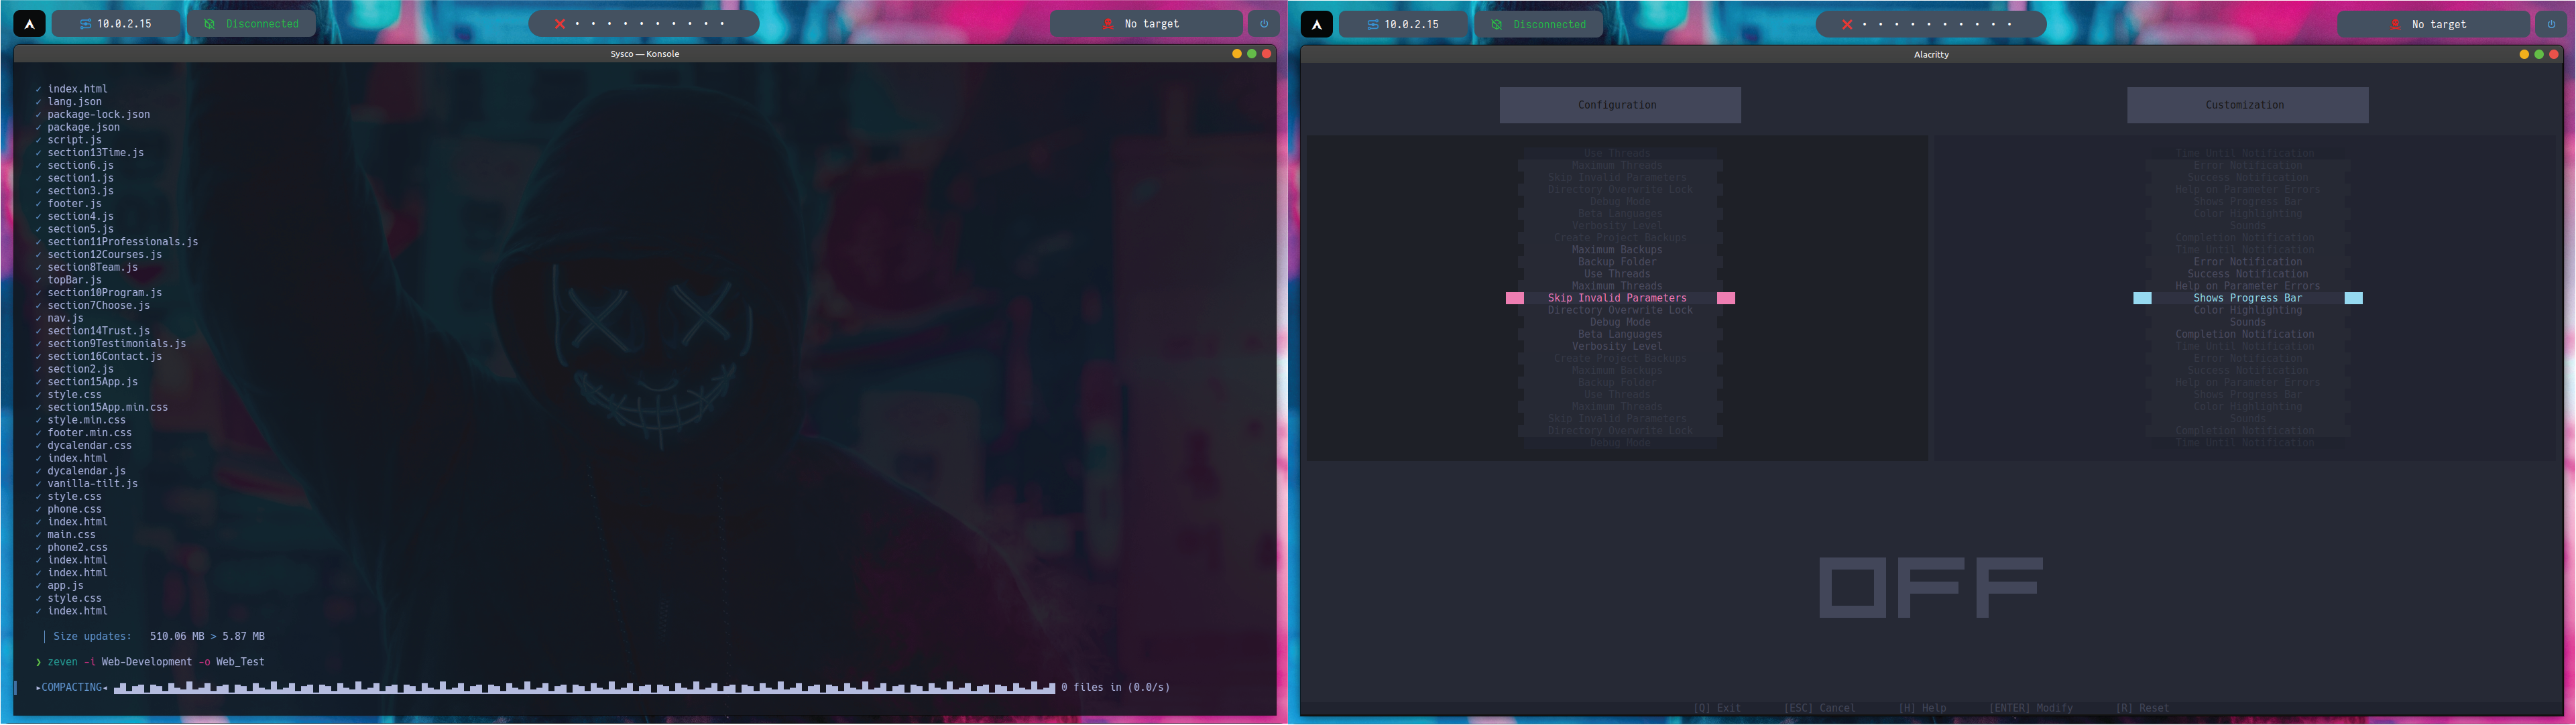 10.0.2.15
Disconnected
No target
Sysco — Konsole
✓ index.html
✓ lang.json
✓ package-lock.json
✓ package.json
✓ script.js
✓ section13Time.js
✓ section6.js
✓ section1.js
✓ section3.js
✓ footer.js
✓ section4.js
✓ section5.js
✓ section11Professionals.js
✓ section12Courses.js
✓ section8Team.js
✓ topBar.js
✓ section10Program.js
✓ section7Choose.js
✓ nav.js
✓ section14Trust.js
✓ section9Testimonials.js
✓ section16Contact.js
✓ section2.js
✓ section15App.js
✓ style.css
✓ section15App.min.css
✓ style.min.css
✓ footer.min.css
✓ dycalendar.css
✓ index.html
✓ dycalendar.js
✓ vanilla-tilt.js
✓ style.css
✓ phone.css
✓ index.html
✓ main.css
✓ phone2.css
✓ index.html
✓ index.html
✓ app.js
✓ style.css
✓ index.html
│ Size updates: 510.06 MB > 5.87 MB
❯ zeven -i Web-Development -o Web_Test
▸COMPACTING◂ 0 files in (0.0/s)
10.0.2.15
Disconnected
No target
Alacritty
Configuration
Use Threads
Maximum Threads
Skip Invalid Parameters
Directory Overwrite Lock
Debug Mode
Beta Languages
Verbosity Level
Create Project Backups
Maximum Backups
Backup Folder
Use Threads
Maximum Threads
Skip Invalid Parameters
Directory Overwrite Lock
Debug Mode
Beta Languages
Verbosity Level
Create Project Backups
Maximum Backups
Backup Folder
Use Threads
Maximum Threads
Skip Invalid Parameters
Directory Overwrite Lock
Debug Mode
Customization
Time Until Notification
Error Notification
Success Notification
Help on Parameter Errors
Shows Progress Bar
Color Highlighting
Sounds
Completion Notification
Time Until Notification
Error Notification
Success Notification
Help on Parameter Errors
Shows Progress Bar
Color Highlighting
Sounds
Completion Notification
Time Until Notification
Error Notification
Success Notification
Help on Parameter Errors
Shows Progress Bar
Color Highlighting
Sounds
Completion Notification
Time Until Notification
OFF
[Q] Exit [ESC] Cancel [H] Help [ENTER] Modify [R] Reset